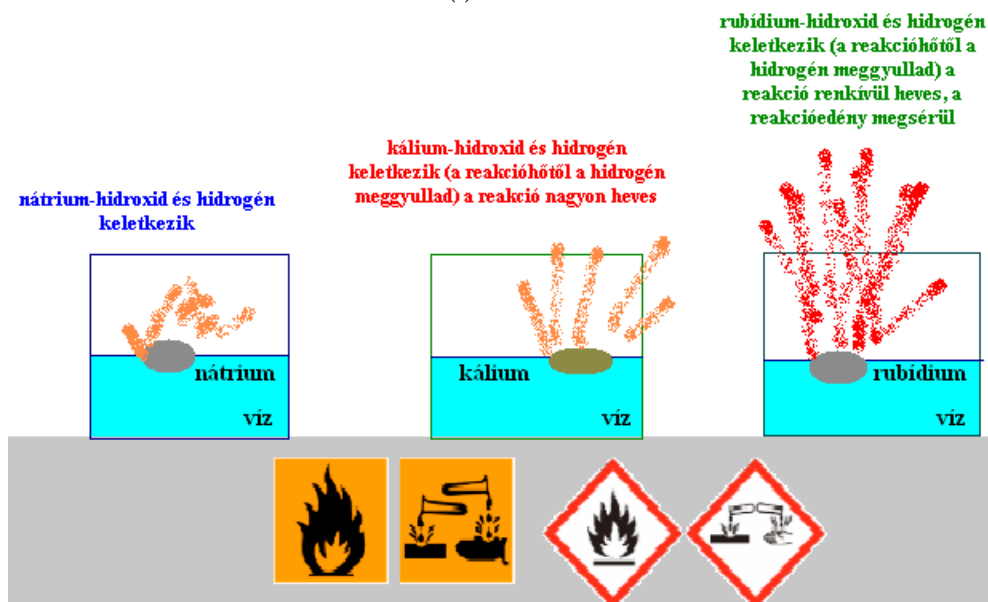 rubídium-hidroxid és hidrogén
keletkezik (a reakcióhőtől a
hidrogén meggyullad) a
reakció renkívül heves, a
reakcióedény megsérül
kálium-hidroxid és hidrogén
keletkezik (a reakcióhőtől a hidrogén
meggyullad) a reakció nagyon heves
nátrium-hidroxid és hidrogén
keletkezik
nátrium
víz
kálium
víz
rubídium
víz